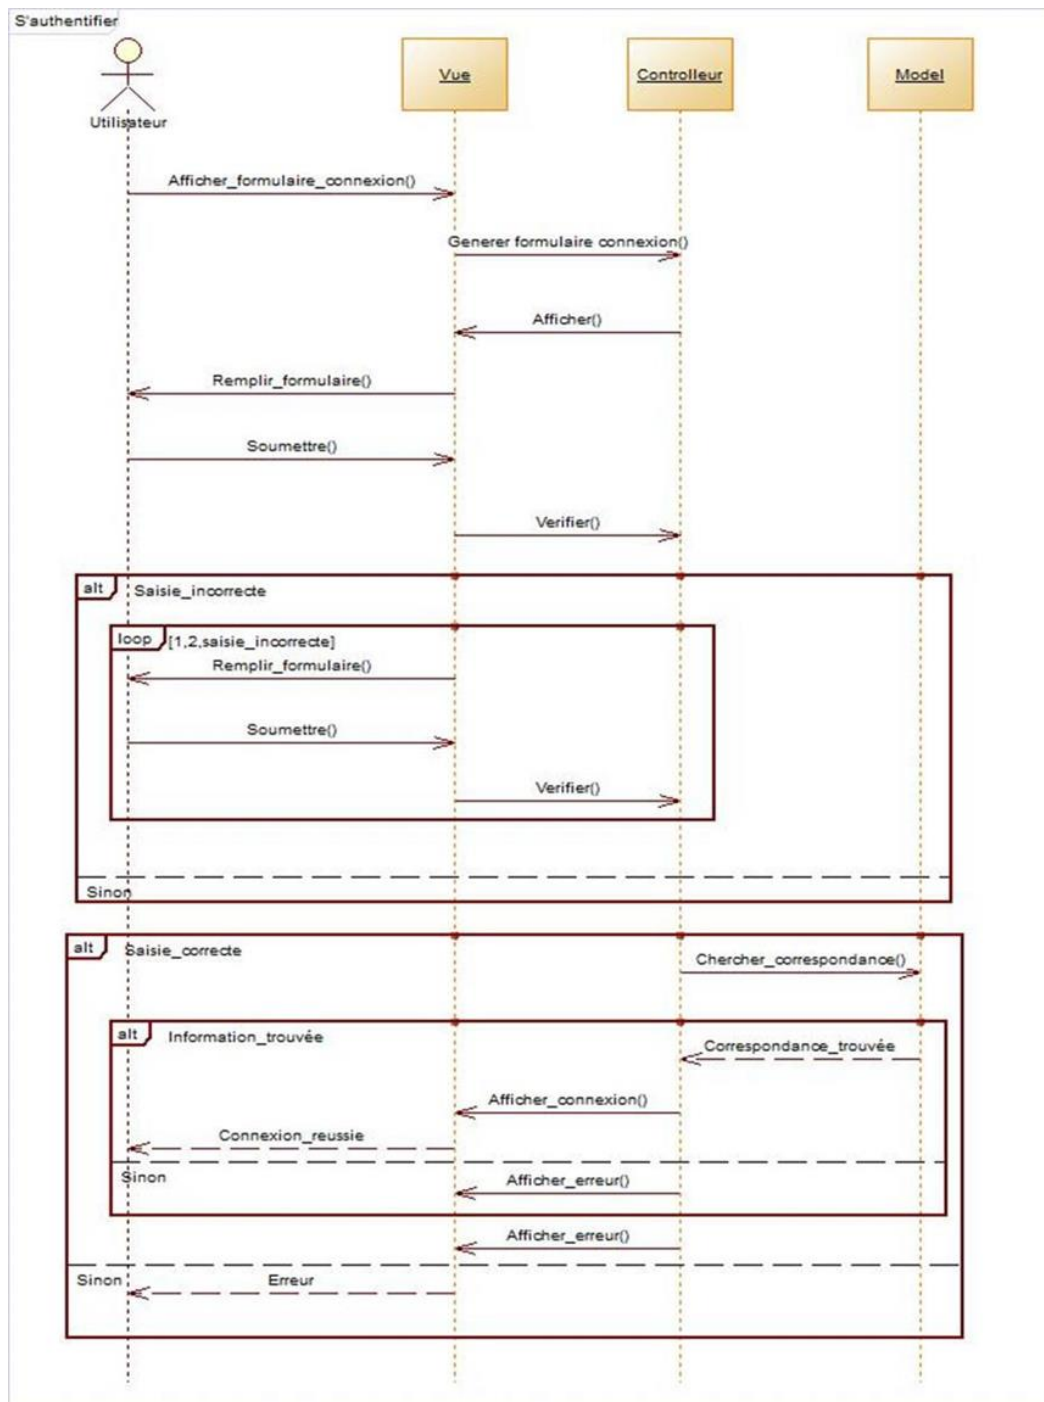 S'authentifier
Vue
Controlleur
Model
Utilisateur
Afficher_formulaire_connexion()
Generer formulaire connexion()
Afficher()
Remplir_formulaire()
Soumettre()
Verifier()
alt
Saisie_incorrecte
loop
[1,2,saisie_incorrecte]
Remplir_formulaire()
Soumettre()
Verifier()
Sinon
alt
Saisie_correcte
Chercher_correspondance()
alt
Information_trouvée
Correspondance_trouvée
Afficher_connexion()
Connexion_reussie
Sinon
Afficher_erreur()
Afficher_erreur()
Sinon
Erreur